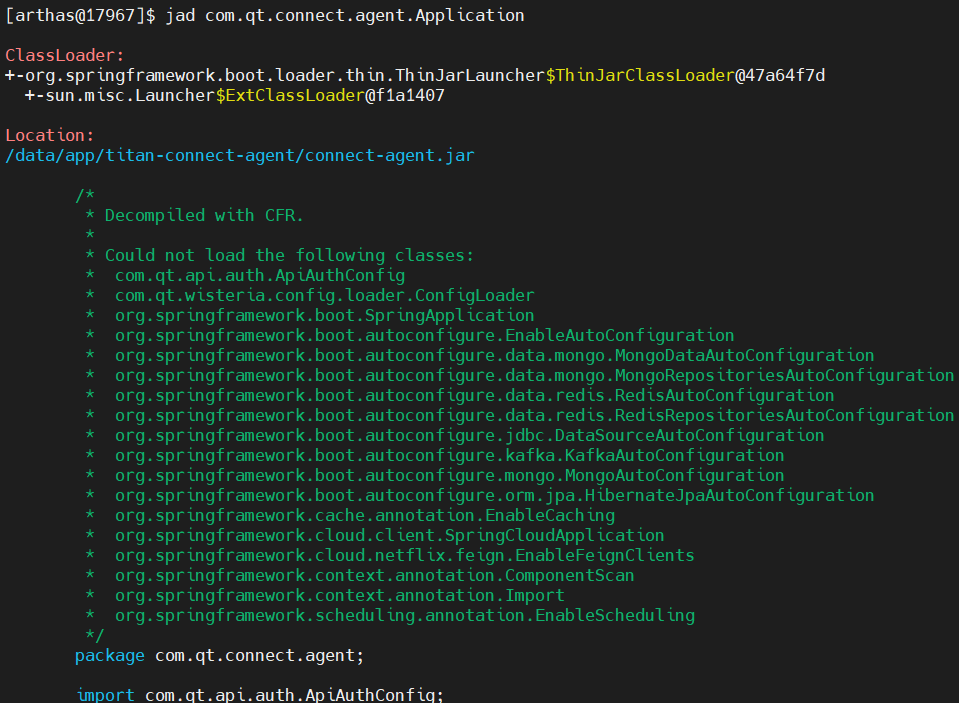 [arthas@17967]$ jad com.qt.connect.agent.Application
ClassLoader:
+-org.springframework.boot.loader.thin.ThinJarLauncher$ThinJarClassLoader@47a64f7d
+-sun.misc.Launcher$ExtClassLoader@f1a1407
Location:
/data/app/titan-connect-agent/connect-agent.jar
/*
* Decompiled with CFR.
*
* Could not load the following classes:
* com.qt.api.auth.ApiAuthConfig
* com.qt.wisteria.config.loader.ConfigLoader
* org.springframework.boot.SpringApplication
* org.springframework.boot.autoconfigure.EnableAutoConfiguration
* org.springframework.boot.autoconfigure.data.mongo.MongoDataAutoConfiguration
* org.springframework.boot.autoconfigure.data.mongo.MongoRepositoriesAutoConfiguration
* org.springframework.boot.autoconfigure.data.redis.RedisAutoConfiguration
* org.springframework.boot.autoconfigure.data.redis.RedisRepositoriesAutoConfiguration
* org.springframework.boot.autoconfigure.jdbc.DataSourceAutoConfiguration
* org.springframework.boot.autoconfigure.kafka.KafkaAutoConfiguration
* org.springframework.boot.autoconfigure.mongo.MongoAutoConfiguration
* org.springframework.boot.autoconfigure.orm.jpa.HibernateJpaAutoConfiguration
* org.springframework.cache.annotation.EnableCaching
* org.springframework.cloud.client.SpringCloudApplication
* org.springframework.cloud.netflix.feign.EnableFeignClients
* org.springframework.context.annotation.ComponentScan
* org.springframework.context.annotation.Import
* org.springframework.scheduling.annotation.EnableScheduling
*/
package com.qt.connect.agent;
import com.qt.api.auth.ApiAuthConfig;